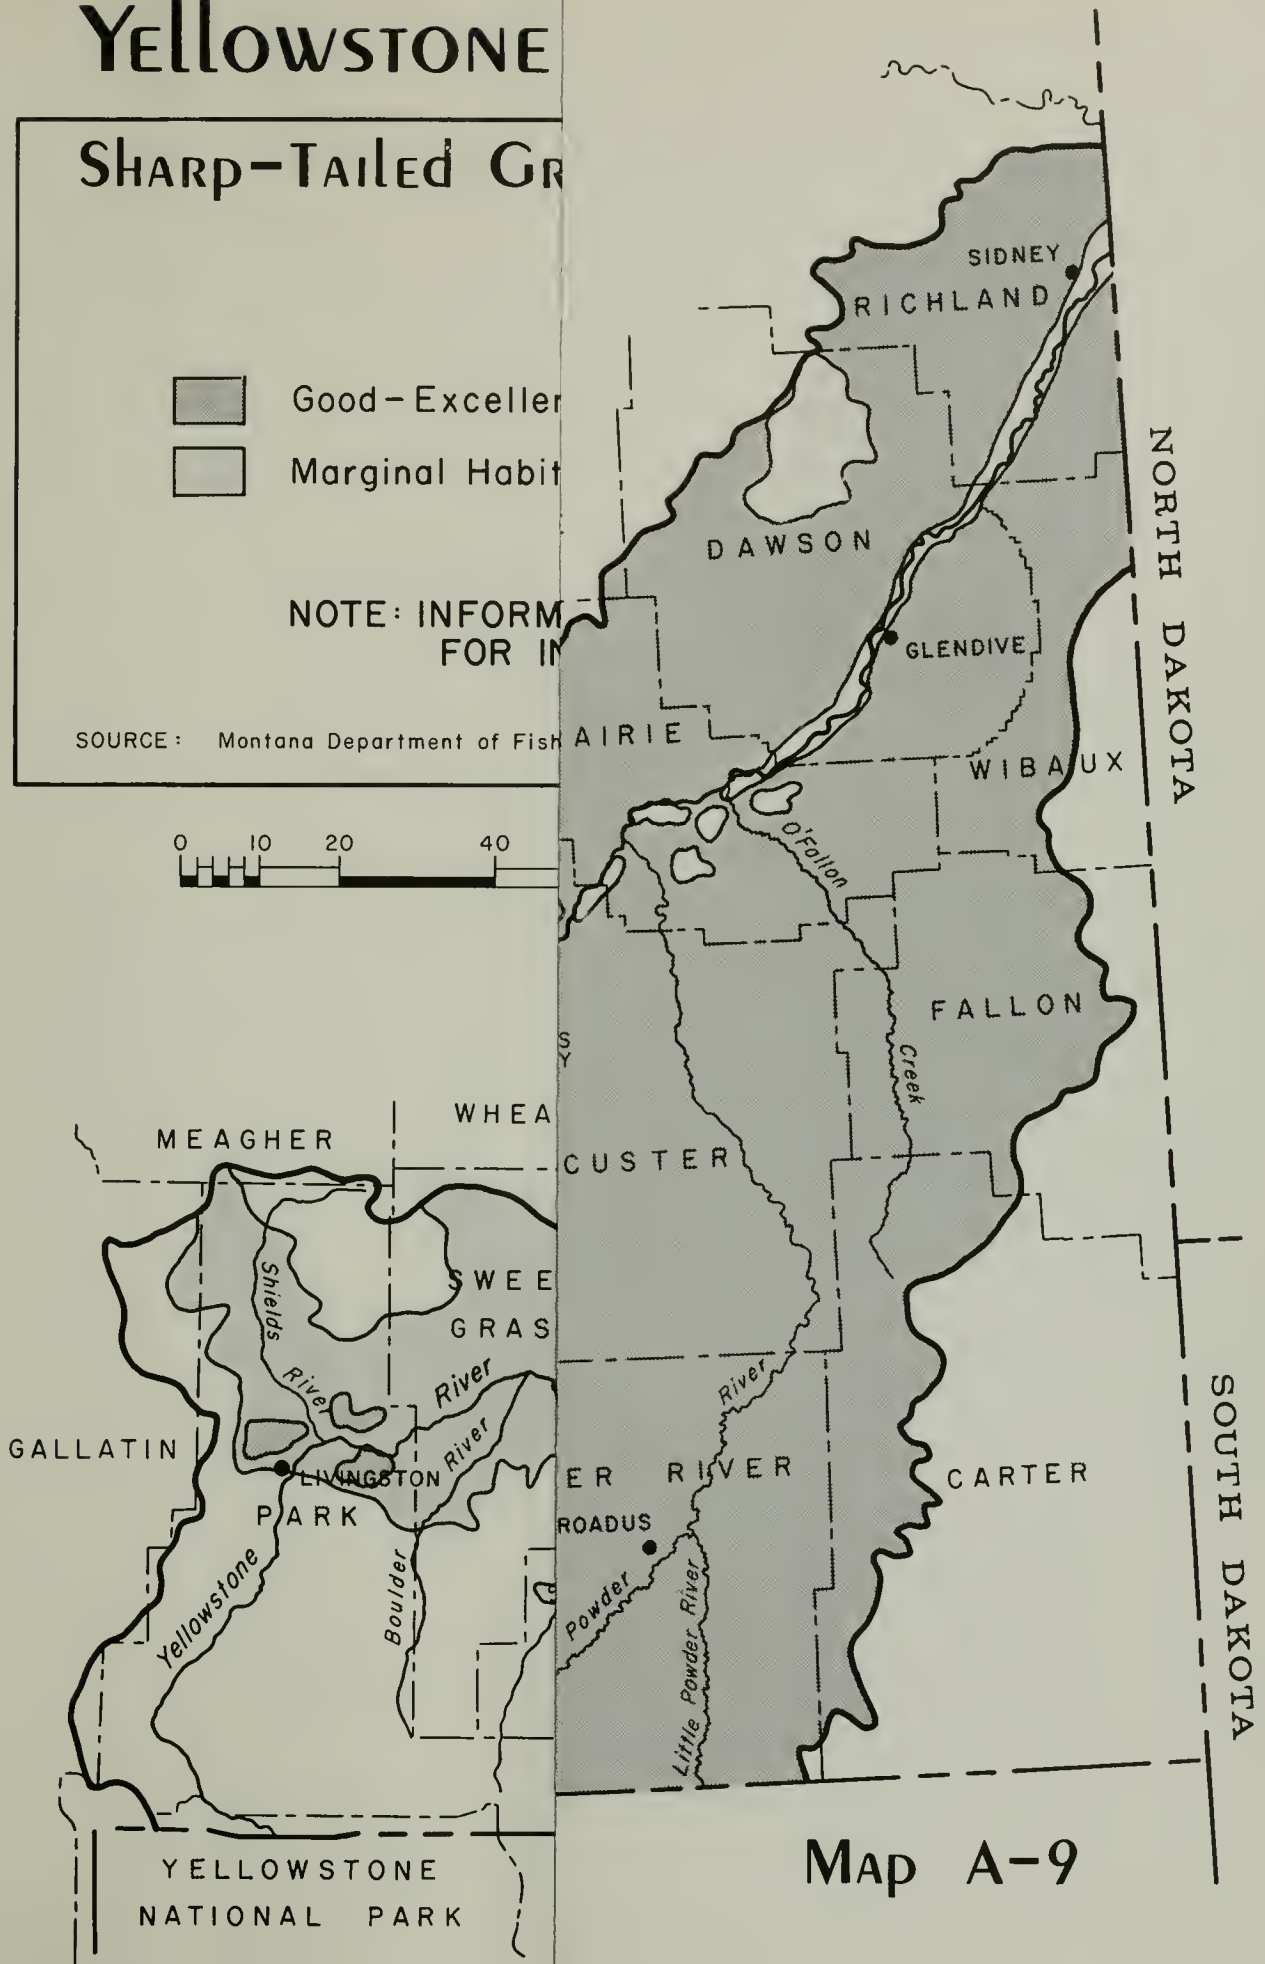 YEllOWSTONE
SHARP-TAILEd GR
Good-Exceller
Marginal Habit
NOTE: INFORM
FOR IN
SOURCE: Montana Department of Fish
0 10 20 40
MEAGHER
WHEA
SWEE
GRAS
Shields
River
River
River
GALLATIN
LIVINGSTON
PARK
Yellowstone
Boulder
YELLOWSTONE
NATIONAL PARK
SIDNEY
RICHLAND
DAWSON
GLENDIVE
AIRIE
WIBAUX
O'Fallon
Creek
FALLON
S
Y
CUSTER
River
ER RIVER
ROADUS
Powder
Little Powder River
CARTER
NORTH DAKOTA
SOUTH DAKOTA
MAP A-9